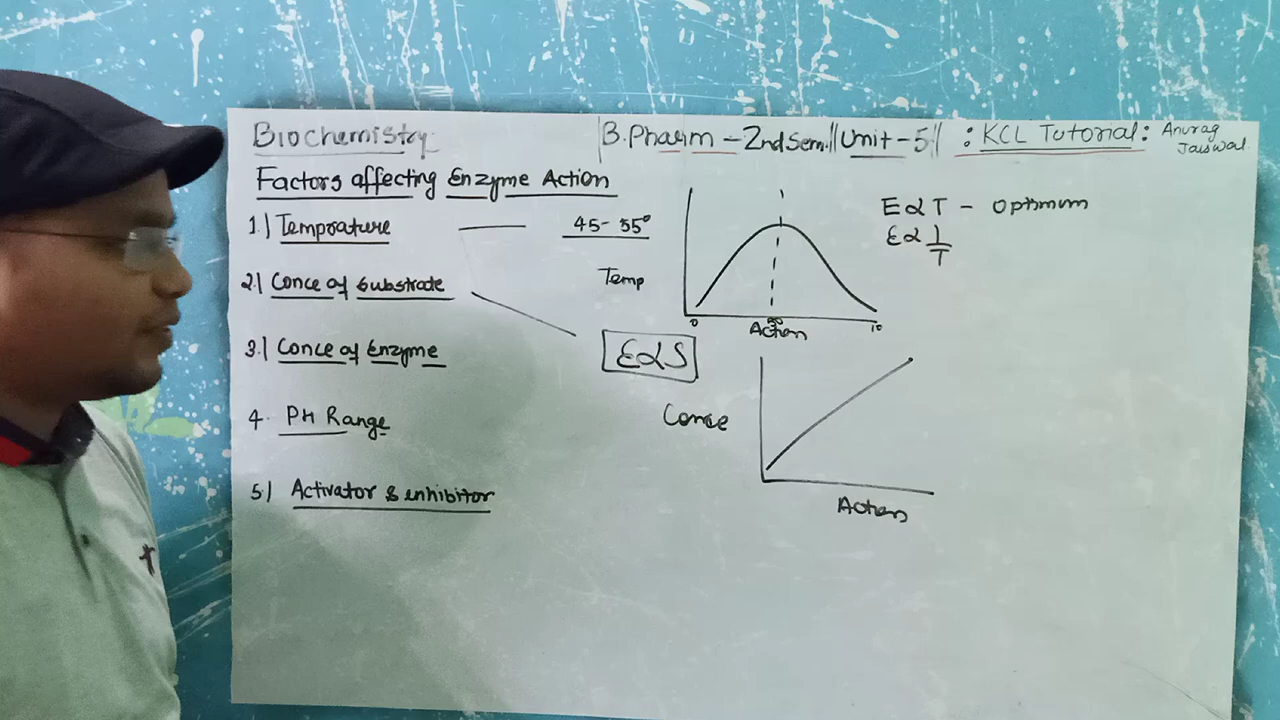 Biochemistry
B. Pharm - 2nd Sem. || Unit - 5 ||
: KCL Tutorial :
Anurag
Jaiswal.
Factors affecting Enzyme Action
1.| Temprature
45 - 55°
E∝T - optimum
E∝ 1/T
2.| Conce of Substrate
Temp
0
10
Action
3.| Conce of Enzyme
E∝S
4. PH Range
Conce
5.| Activator & inhibitor
Action